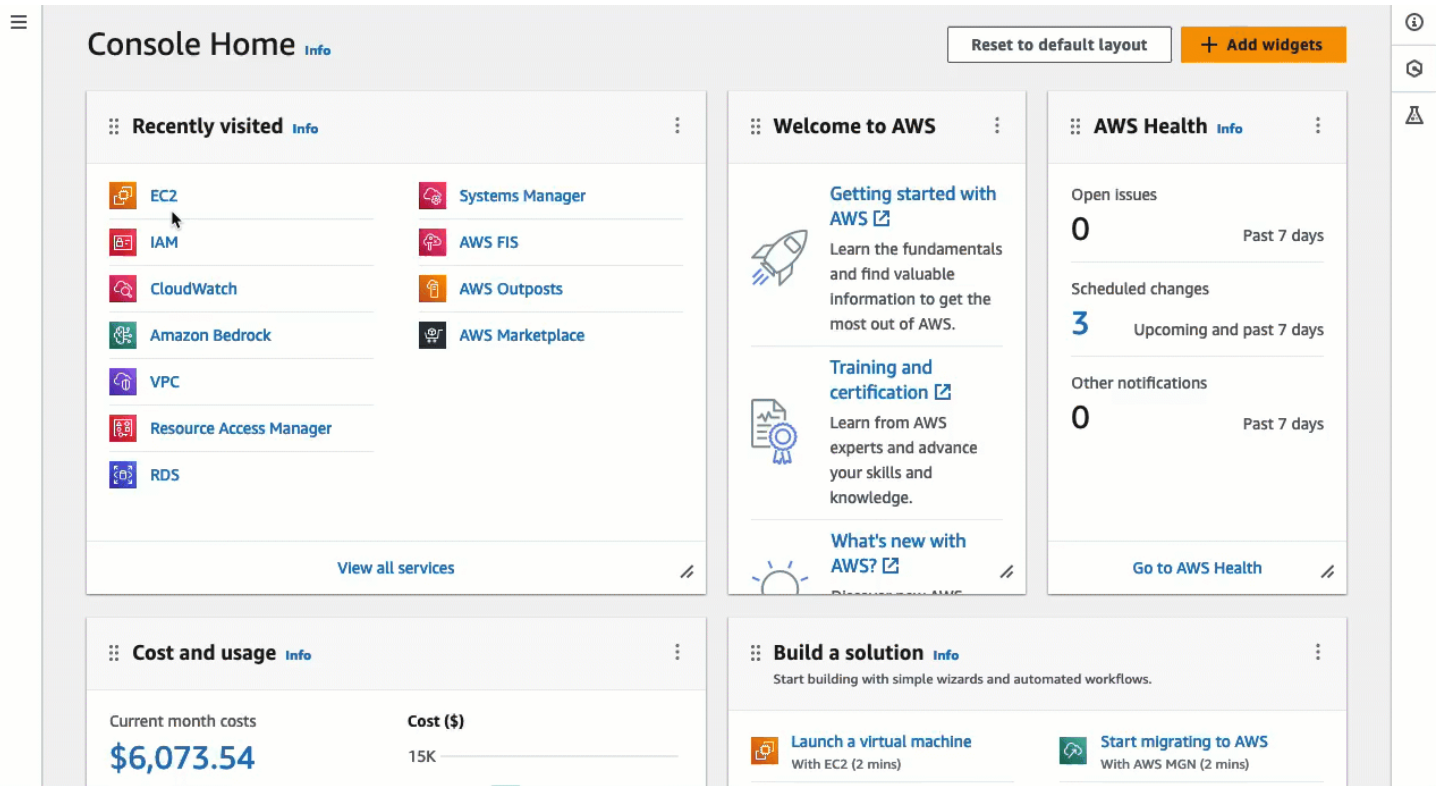 Console Home Info
Reset to default layout
+ Add widgets
Recently visited Info
EC2
IAM
CloudWatch
Amazon Bedrock
VPC
Resource Access Manager
RDS
Systems Manager
AWS FIS
AWS Outposts
AWS Marketplace
View all services
Welcome to AWS
Getting started with
AWS
Learn the fundamentals
and find valuable
information to get the
most out of AWS.
Training and
certification
Learn from AWS
experts and advance
your skills and
knowledge.
What's new with
AWS?
AWS Health Info
Open issues
0
Past 7 days
Scheduled changes
3
Upcoming and past 7 days
Other notifications
0
Past 7 days
Go to AWS Health
Cost and usage Info
Current month costs
$6,073.54
Cost ($)
15K
Build a solution Info
Start building with simple wizards and automated workflows.
Launch a virtual machine
With EC2 (2 mins)
Start migrating to AWS
With AWS MGN (2 mins)